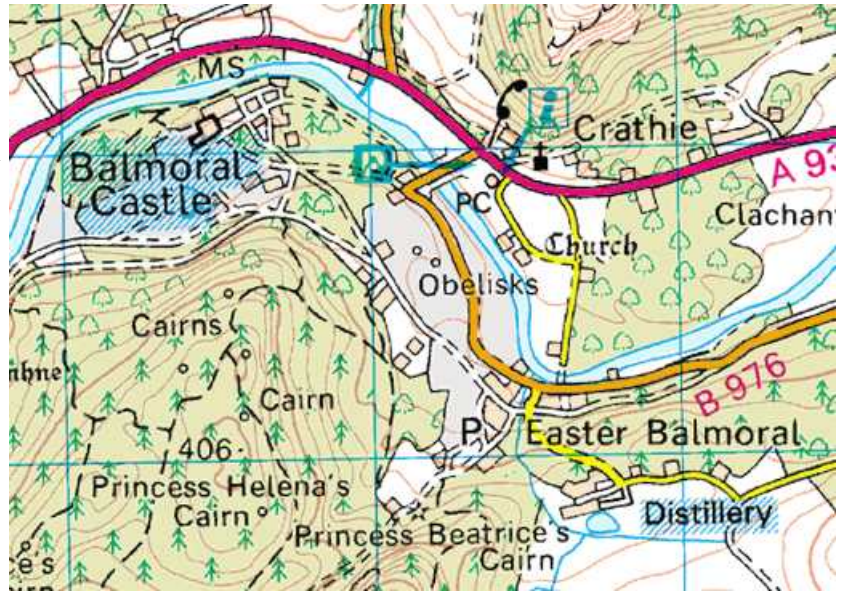 MS
Crathie
Balmoral
Castle
A 93
PC
Clachan
Church
Obelisks
Cairns
Cairn
B 976
406
P
Easter Balmoral
Princess Helena's
Cairn
Distillery
Princess Beatrice's
Cairn